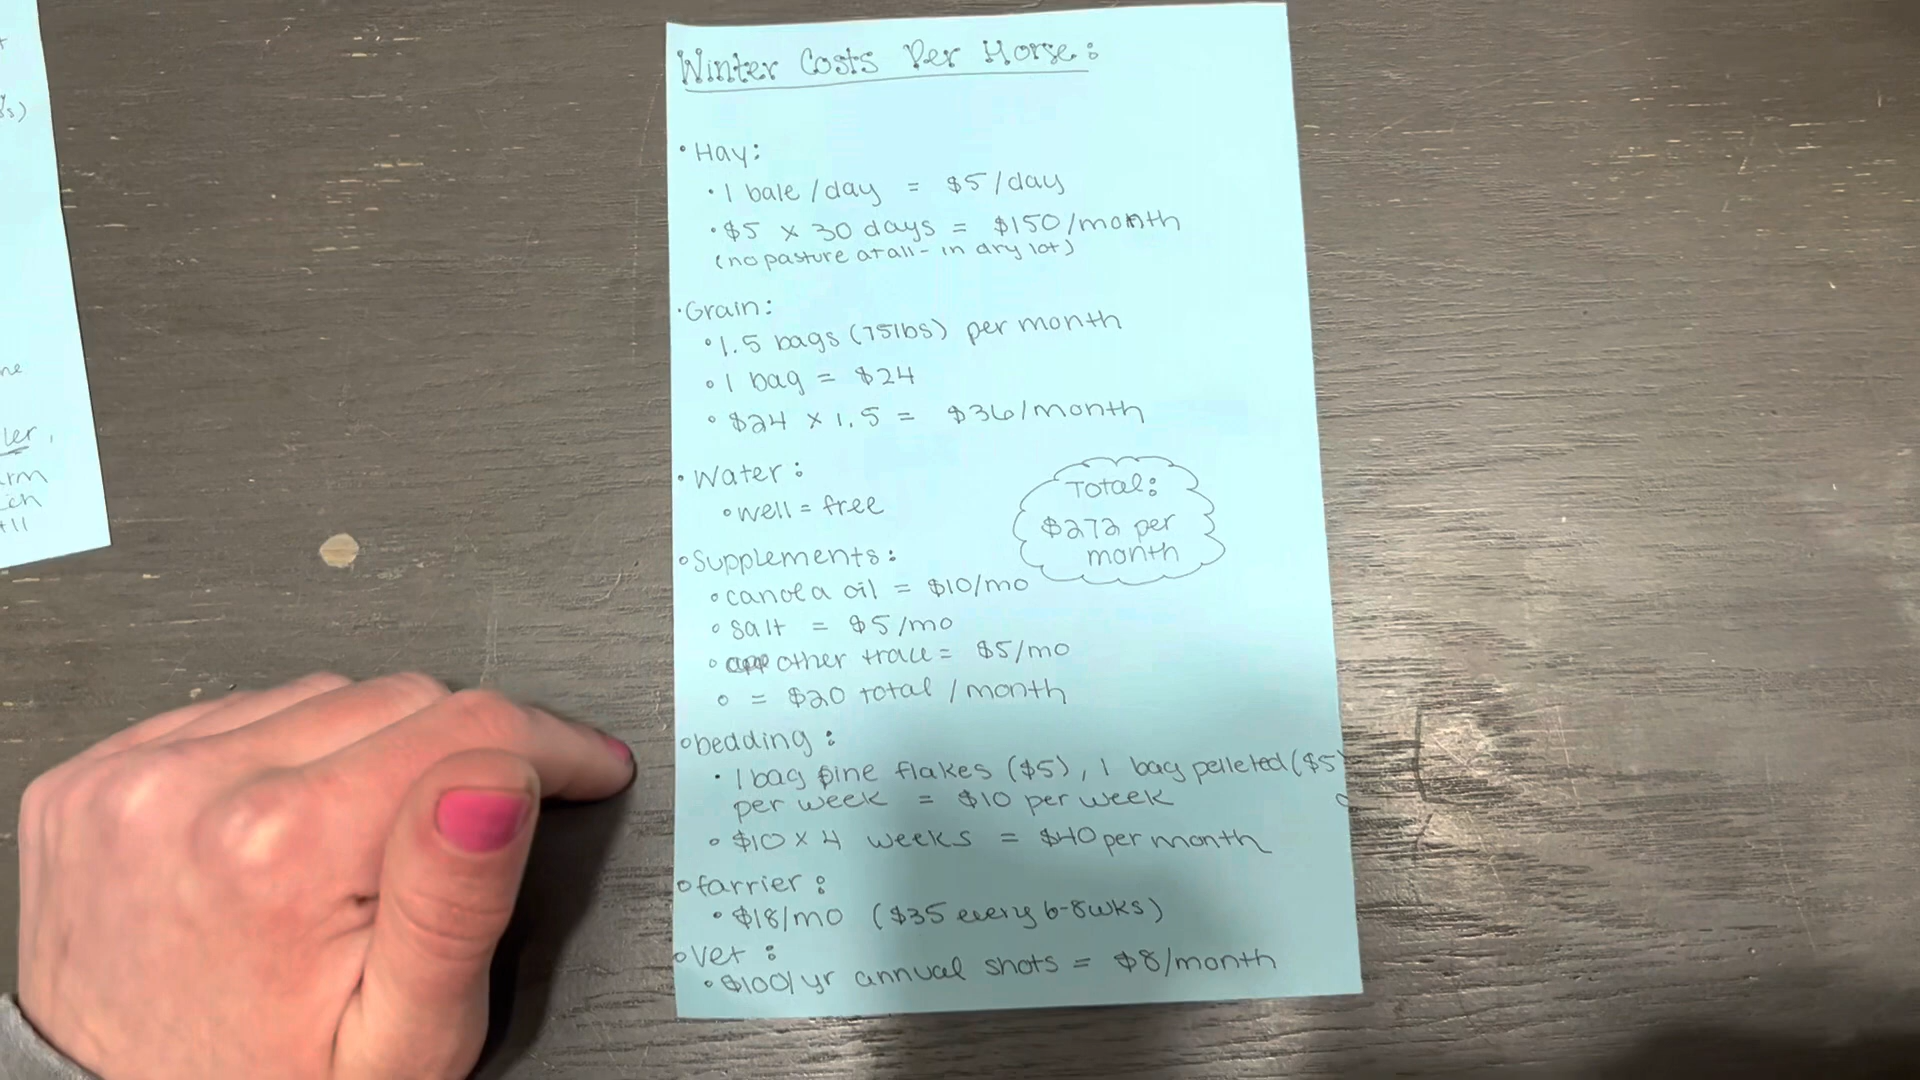 Winter Costs Per Horse:
• Hay:
• 1 bale /day = $5/day
• $5 x 30 days = $150/month
(no pasture at all - in dry lot)
• Grain:
• 1.5 bags (75lbs) per month
• 1 bag = $24
• $24 x 1.5 = $36/month
• Water:
• well = free
Total:
$272 per
month
• Supplements:
• canola oil = $10/mo
• salt = $5/mo
• other trace = $5/mo
• = $20 total /month
• bedding:
• 1 bag pine flakes ($5), 1 bag pelleted ($5)
per week = $10 per week
• $10 x 4 weeks = $40 per month
• farrier:
• $18/mo ($35 every 6-8wks)
• Vet:
• $100/yr annual shots = $8/month
ler,